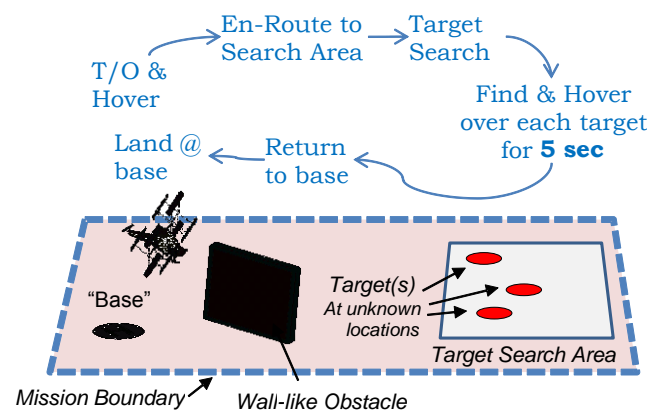 T/O &
Hover
En-Route to
Search Area
Target
Search
Find & Hover
over each target
for 5 sec
Return
to base
Land @
base
"Base"
Target(s)
At unknown
locations
Target Search Area
Mission Boundary
Wall-like Obstacle